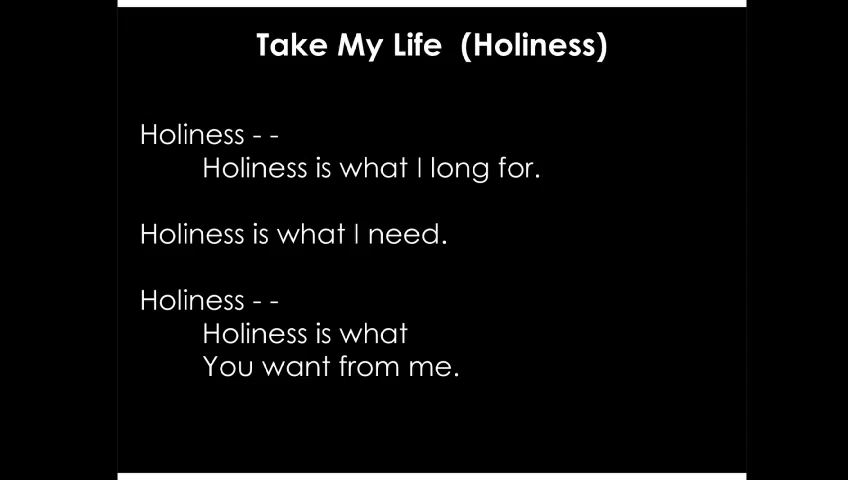 Take My Life  (Holiness)
Holiness - -
Holiness is what I long for.
Holiness is what I need.
Holiness - -
Holiness is what
You want from me.